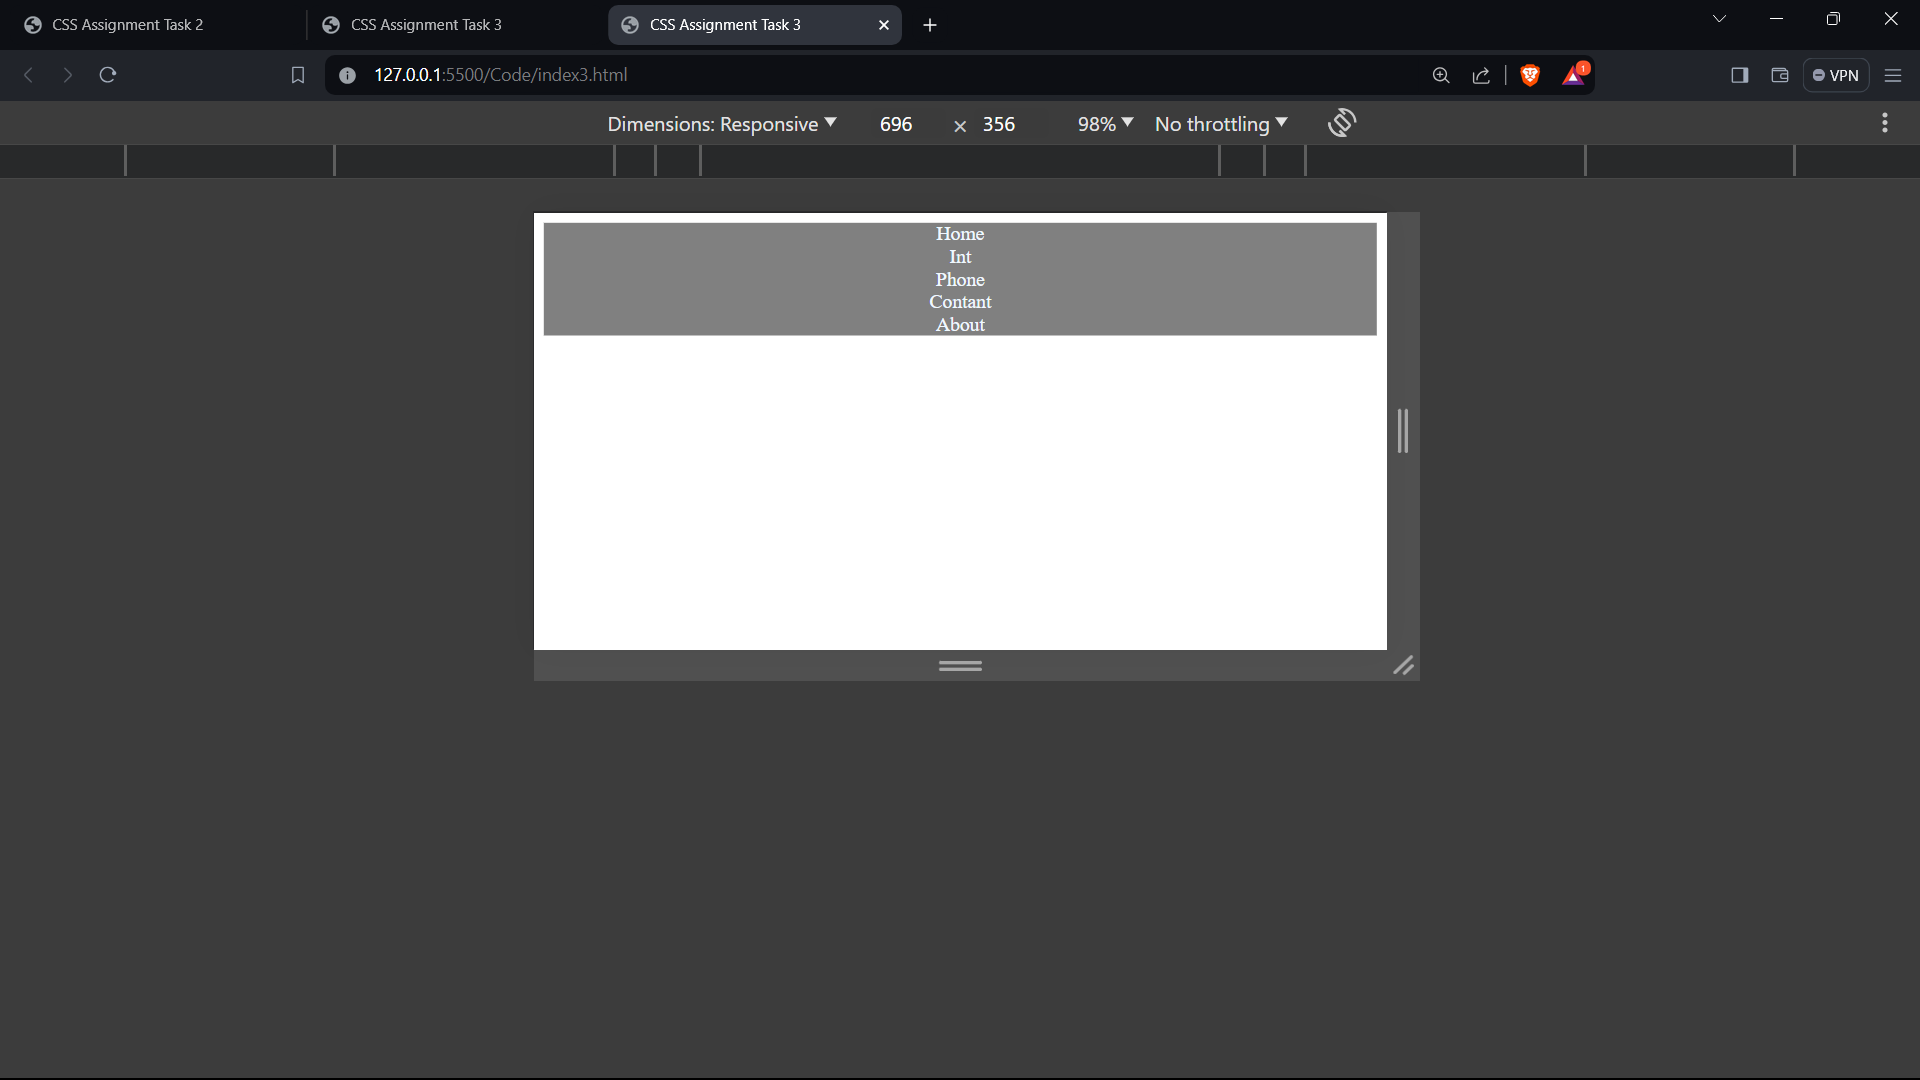 CSS Assignment Task 2
CSS Assignment Task 3
CSS Assignment Task 3
127.0.0.1:5500/Code/index3.html
1
VPN
Dimensions: Responsive 696 × 356 98% No throttling
Home
Int
Phone
Contant
About